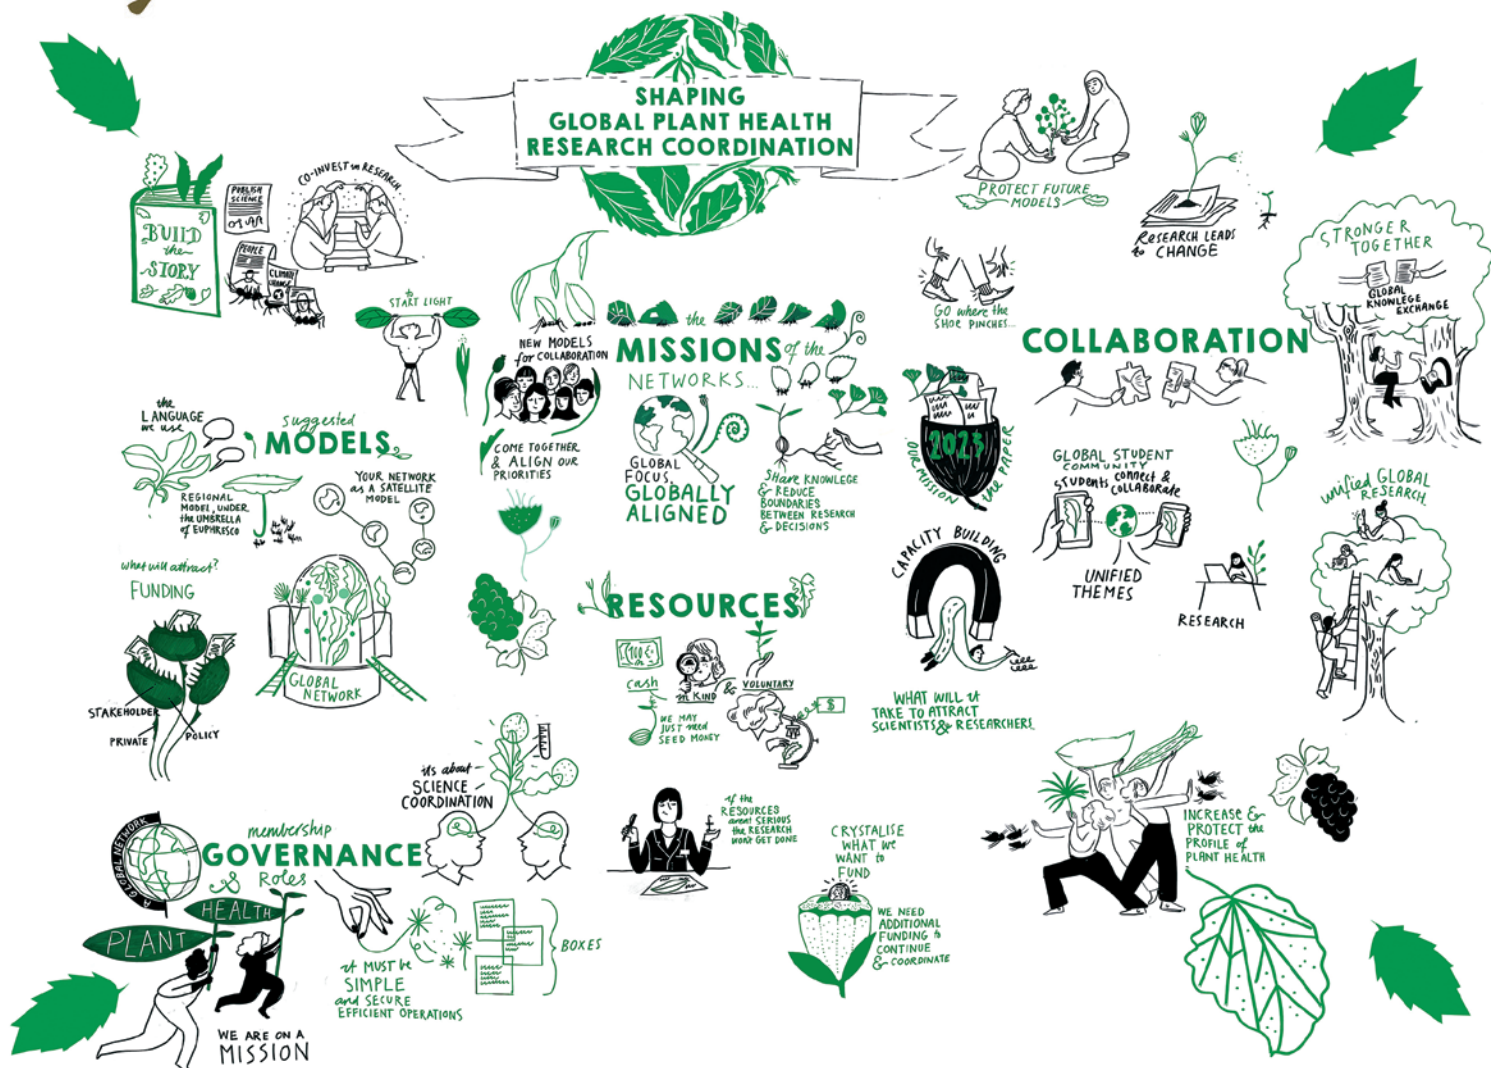 SHAPING
GLOBAL PLANT HEALTH
RESEARCH COORDINATION
BUILD
the
STORY
PUBLISH
SCIENCE
PEOPLE
CLIMATE
CHANGE
CO-INVEST in RESEARCH
to
START LIGHT
NEW MODELS
for COLLABORATION
COME TOGETHER
& ALIGN OUR
PRIORITIES
the
MISSIONS of the
NETWORKS...
GLOBAL
FOCUS,
GLOBALLY
ALIGNED
SHARE KNOWLEGE
& REDUCE
BOUNDARIES
BETWEEN RESEARCH
& DECISIONS
PROTECT FUTURE
MODELS
RESEARCH LEADS
to CHANGE
GO where the
SHOE PINCHES...
2023
OUR MISSION
the PAPER
COLLABORATION
STRONGER
TOGETHER
GLOBAL
KNOWLEGE
EXCHANGE
GLOBAL STUDENT
COMMUNITY
STUDENTS connect &
COLLABORATE
UNIFIED
THEMES
RESEARCH
unified GLOBAL
RESEARCH
the
LANGUAGE
we use
suggested
MODELS
REGIONAL
MODEL, UNDER
the UMBRELLA
of EUPHRESCO
YOUR NETWORK
as A SATELLITE
MODEL
what will attract?
FUNDING
STAKEHOLDER
PRIVATE
POLICY
GLOBAL
NETWORK
RESOURCES
100 €
cash
in KIND & VOLUNTARY
WE MAY
JUST need
SEED MONEY
$
if the
RESOURCES
arent SERIOUS
the RESEARCH
WON'T GET DONE
CAPACITY BUILDING
WHAT WILL it
TAKE TO ATTRACT
SCIENTISTS & RESEARCHERS
CRYSTALISE
WHAT WE
WANT to
FUND
WE NEED
ADDITIONAL
FUNDING to
CONTINUE
& COORDINATE
INCREASE &
PROTECT the
PROFILE of
PLANT HEALTH
its about
SCIENCE
COORDINATION
A GLOBAL NETWORK
membership
GOVERNANCE
& ROLES
HEALTH
PLANT
WE ARE ON A
MISSION
it MUST be
SIMPLE
and SECURE
EFFICIENT OPERATIONS
BOXES